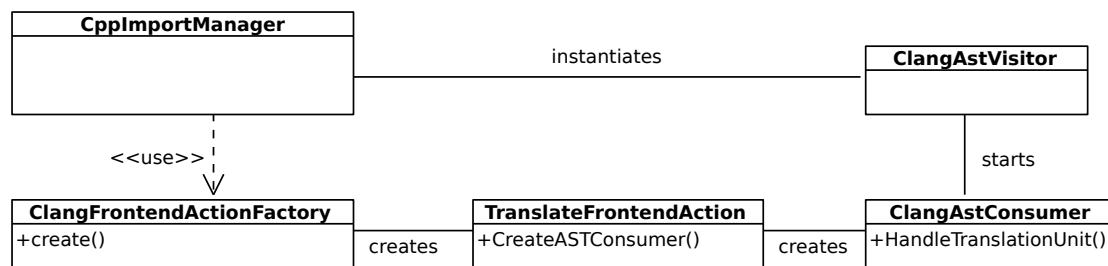 CppImportManager
instantiates
ClangAstVisitor
<<use>>
starts
ClangFrontendActionFactory
+create()
creates
TranslateFrontendAction
+CreateASTConsumer()
creates
ClangAstConsumer
+HandleTranslationUnit()